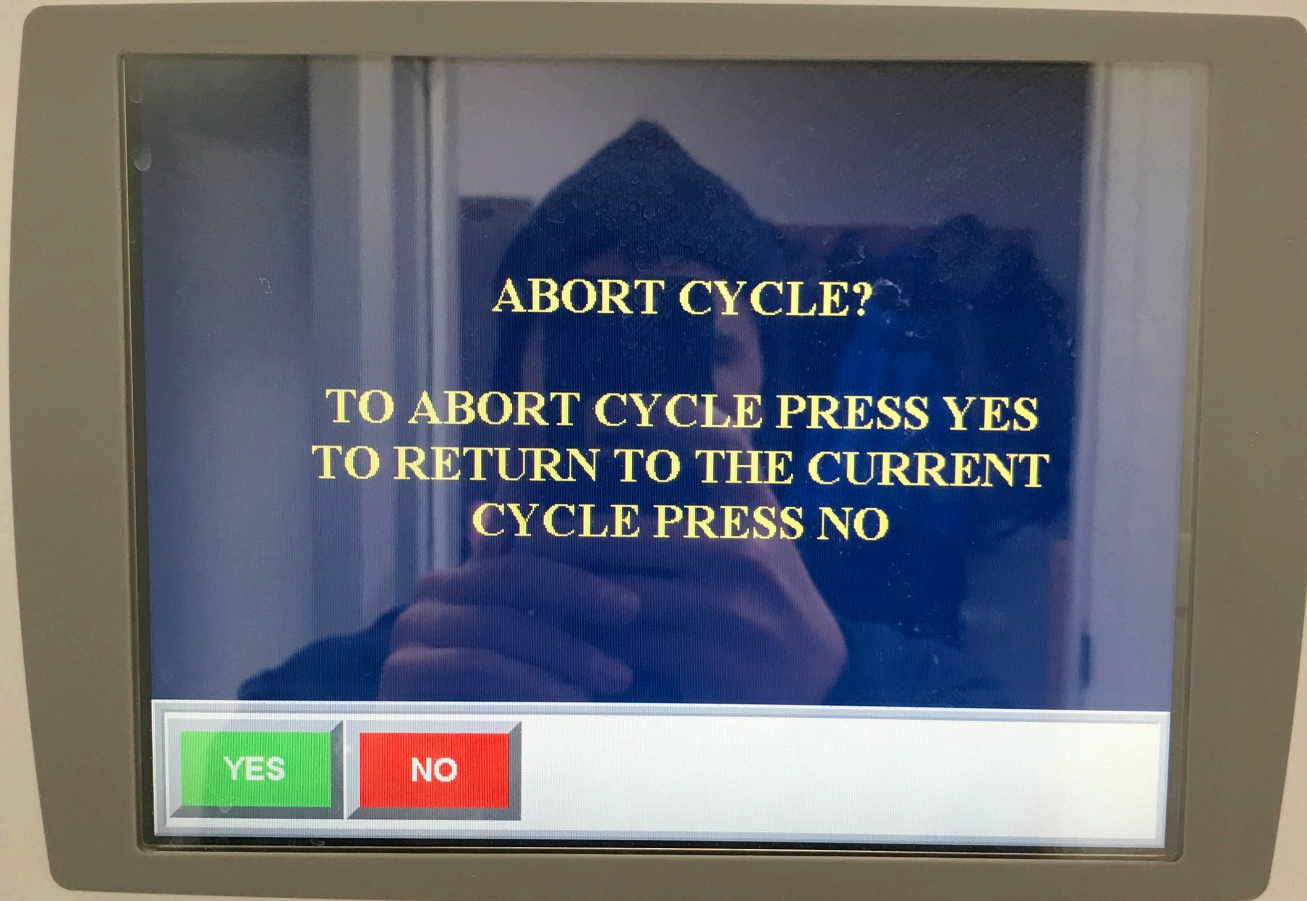 ABORT CYCLE?
TO ABORT CYCLE PRESS YES
TO RETURN TO THE CURRENT
CYCLE PRESS NO
YES NO